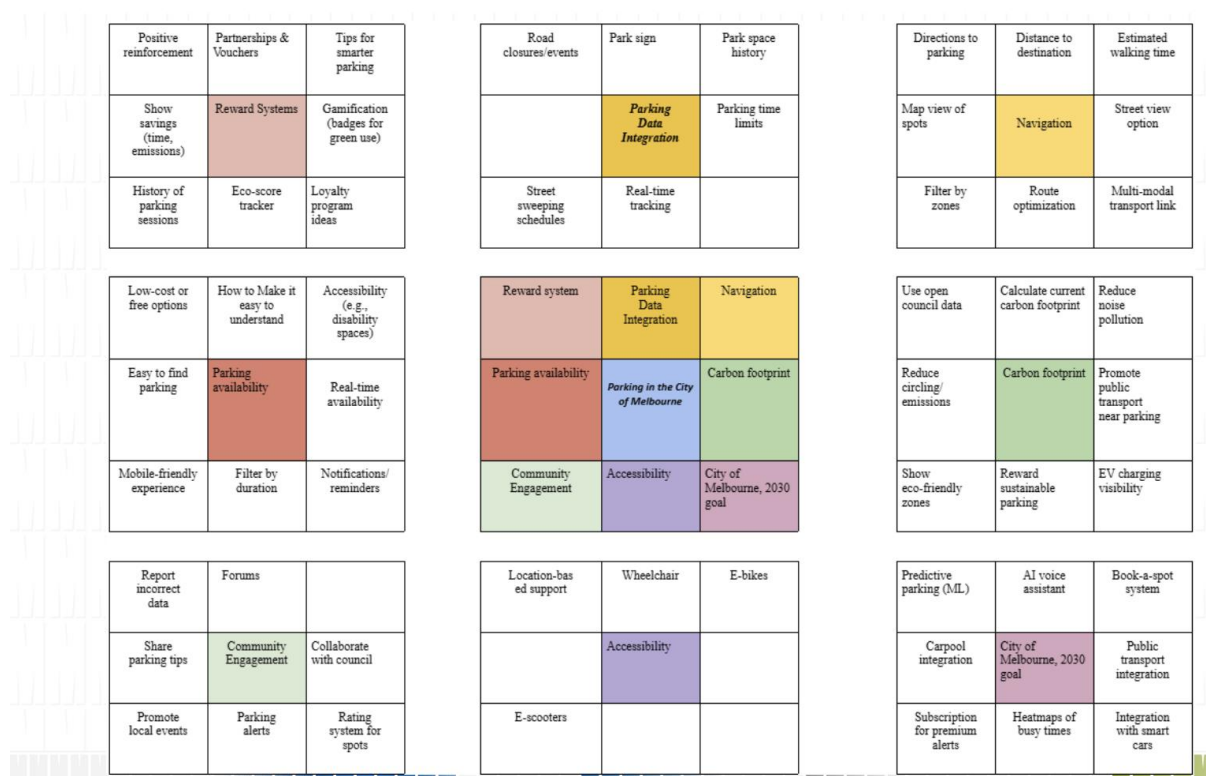 Positive
reinforcement
Partnerships &
Vouchers
Tips for
smarter
parking
Show
savings
(time,
emissions)
Reward Systems
Gamification
(badges for
green use)
History of
parking
sessions
Eco-score
tracker
Loyalty
program
ideas
Road
closures/events
Park sign
Park space
history
Parking
Data
Integration
Parking time
limits
Street
sweeping
schedules
Real-time
tracking
Directions to
parking
Distance to
destination
Estimated
walking time
Map view of
spots
Navigation
Street view
option
Filter by
zones
Route
optimization
Multi-modal
transport link
Low-cost or
free options
How to Make it
easy to
understand
Accessibility
(e.g.,
disability
spaces)
Easy to find
parking
Parking
availability
Real-time
availability
Mobile-friendly
experience
Filter by
duration
Notifications/
reminders
Reward system
Parking
Data
Integration
Navigation
Parking availability
Parking in the City
of Melbourne
Carbon footprint
Community
Engagement
Accessibility
City of
Melbourne, 2030
goal
Use open
council data
Calculate current
carbon footprint
Reduce
noise
pollution
Reduce
circling/
emissions
Carbon footprint
Promote
public
transport
near parking
Show
eco-friendly
zones
Reward
sustainable
parking
EV charging
visibility
Report
incorrect
data
Forums
Share
parking tips
Community
Engagement
Collaborate
with council
Promote
local events
Parking
alerts
Rating
system for
spots
Location-bas
ed support
Wheelchair
E-bikes
Accessibility
E-scooters
Predictive
parking (ML)
AI voice
assistant
Book-a-spot
system
Carpool
integration
City of
Melbourne, 2030
goal
Public
transport
integration
Subscription
for premium
alerts
Heatmaps of
busy times
Integration
with smart
cars